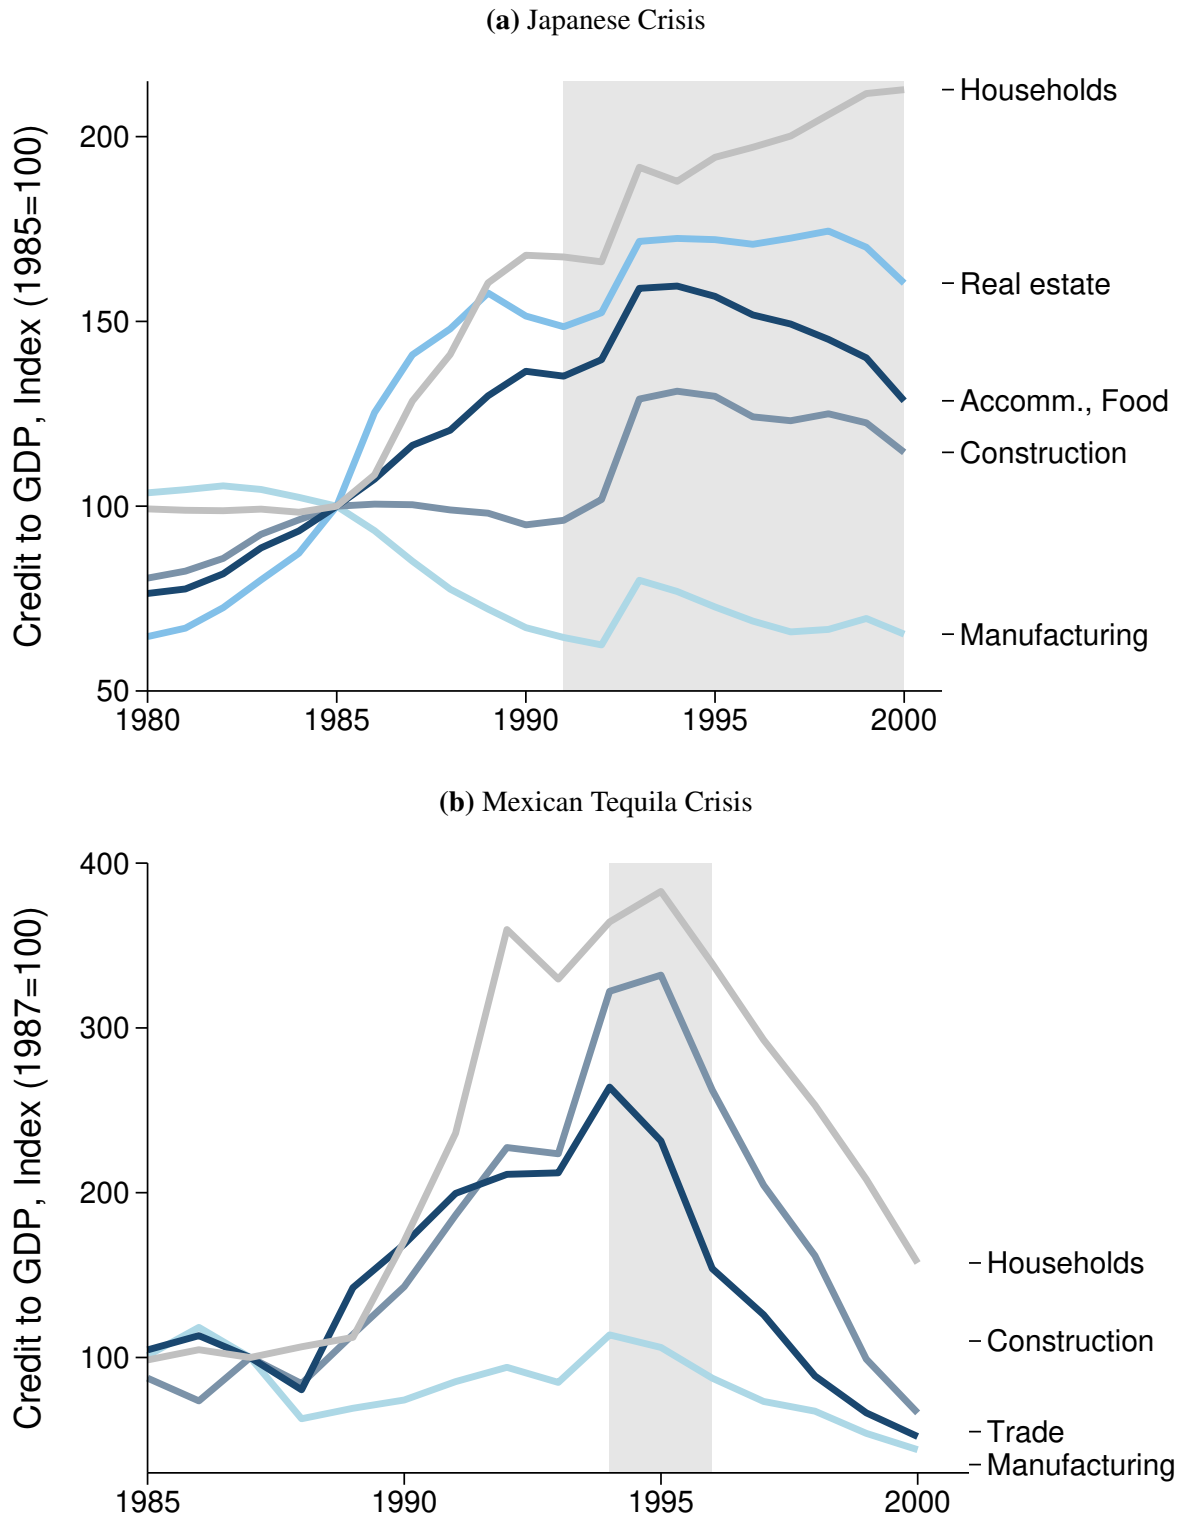 (a) Japanese Crisis
Credit to GDP, Index (1985=100)
200
150
100
50
1980 1985 1990 1995 2000
Households
Real estate
Accomm., Food
Construction
Manufacturing
(b) Mexican Tequila Crisis
Credit to GDP, Index (1987=100)
400
300
200
100
1985 1990 1995 2000
Households
Construction
Trade
Manufacturing